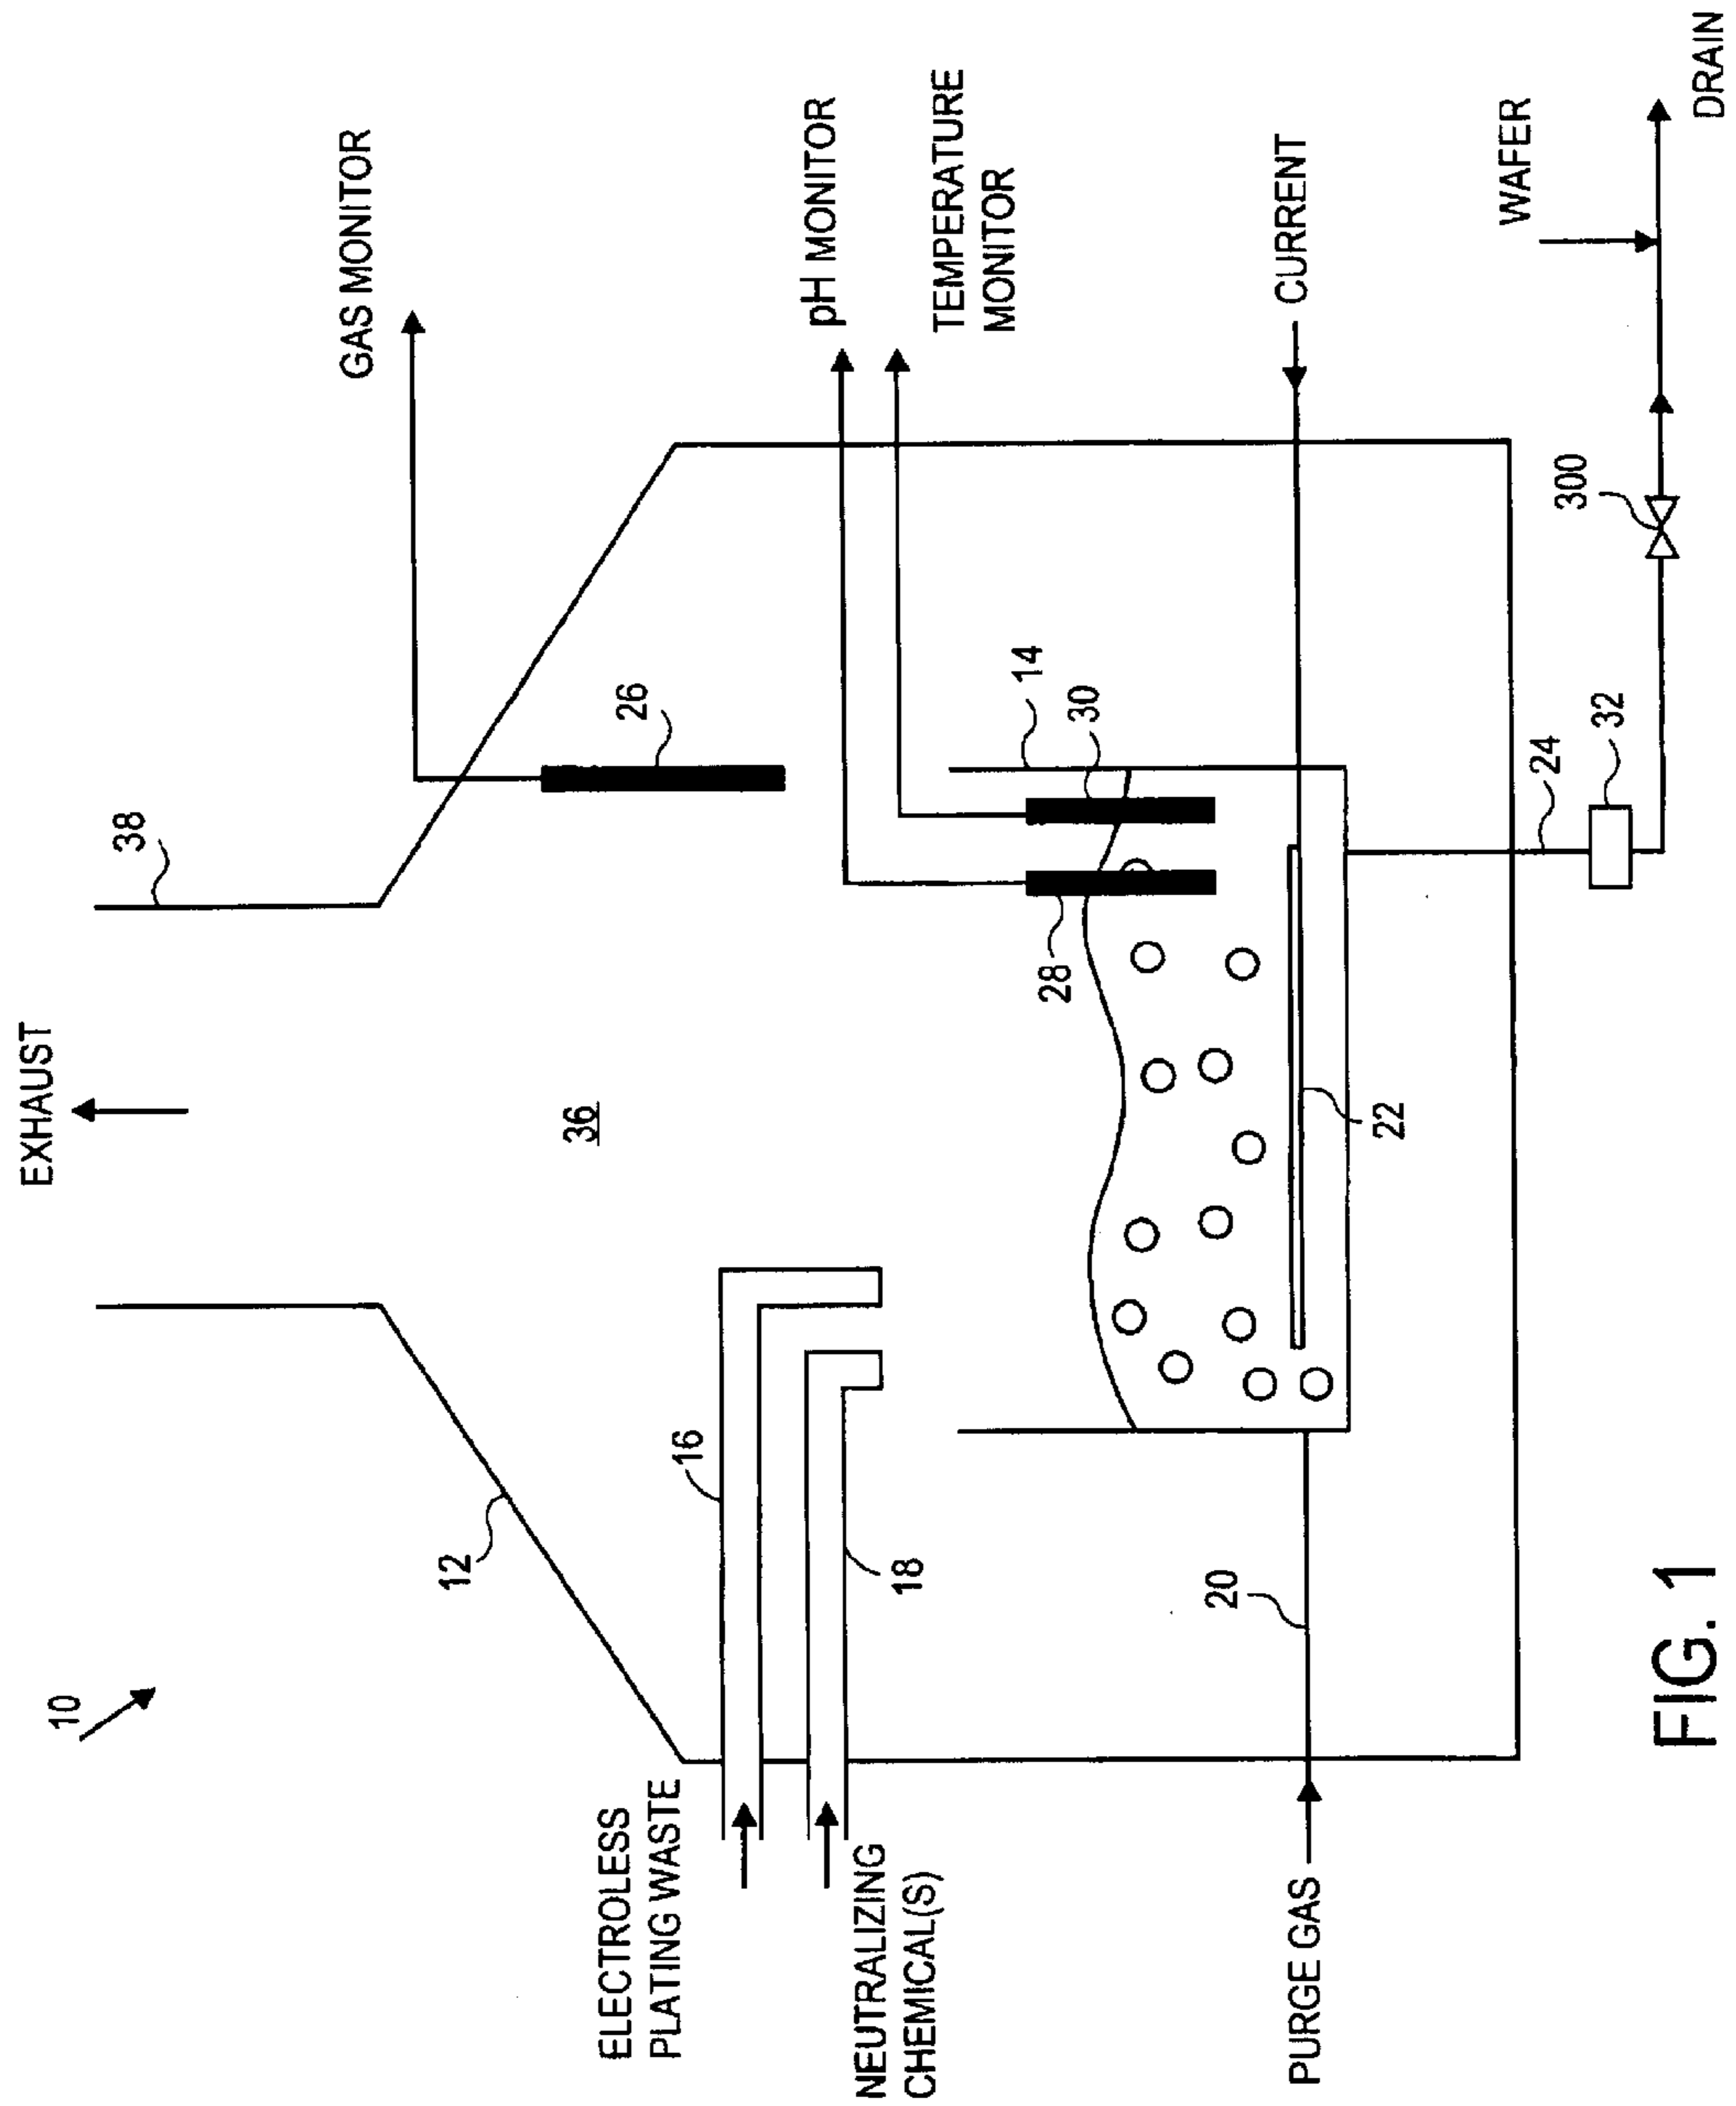 10
EXHAUST
38
GAS MONITOR
12
36
26
ELECTROLESS
PLATING WASTE
16
pH MONITOR
NEUTRALIZING
CHEMICAL(S)
18
TEMPERATURE
MONITOR
14
28
30
PURGE GAS
20
22
CURRENT
24
32
300
WAFER
DRAIN
FIG. 1